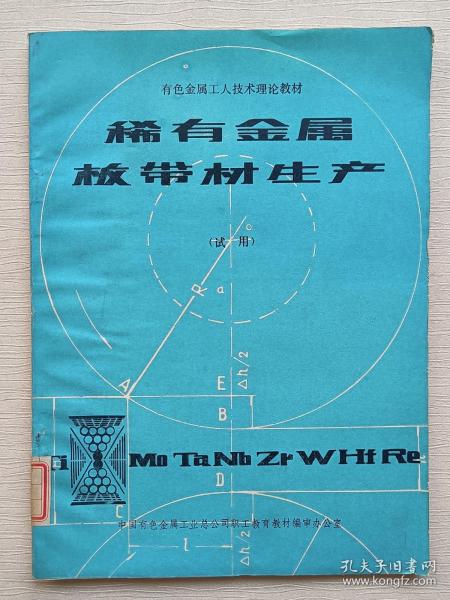 有色金属工人技术理论教材
稀有金属
板带材生产
(试用)
O
R
a
Δh/2
A
E
B
i Mo Ta Nb Zr W Hf Re
D
C
中国有色金属工业总公司职工教育教材编审办公室
l
Δh/2
孔夫子旧书网
www.kongfz.com